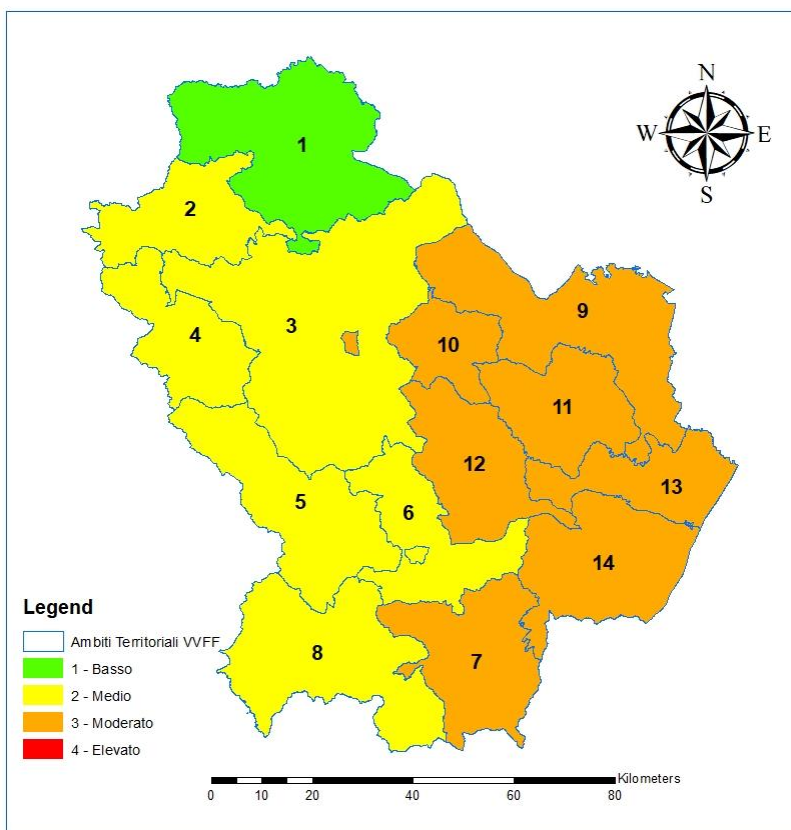 N
W E
S
1
2
3
4
5
6
7
8
9
10
11
12
13
14
Legend
Ambiti Territoriali VVFF
1 - Basso
2 - Medio
3 - Moderato
4 - Elevato
Kilometers
0 10 20 40 60 80